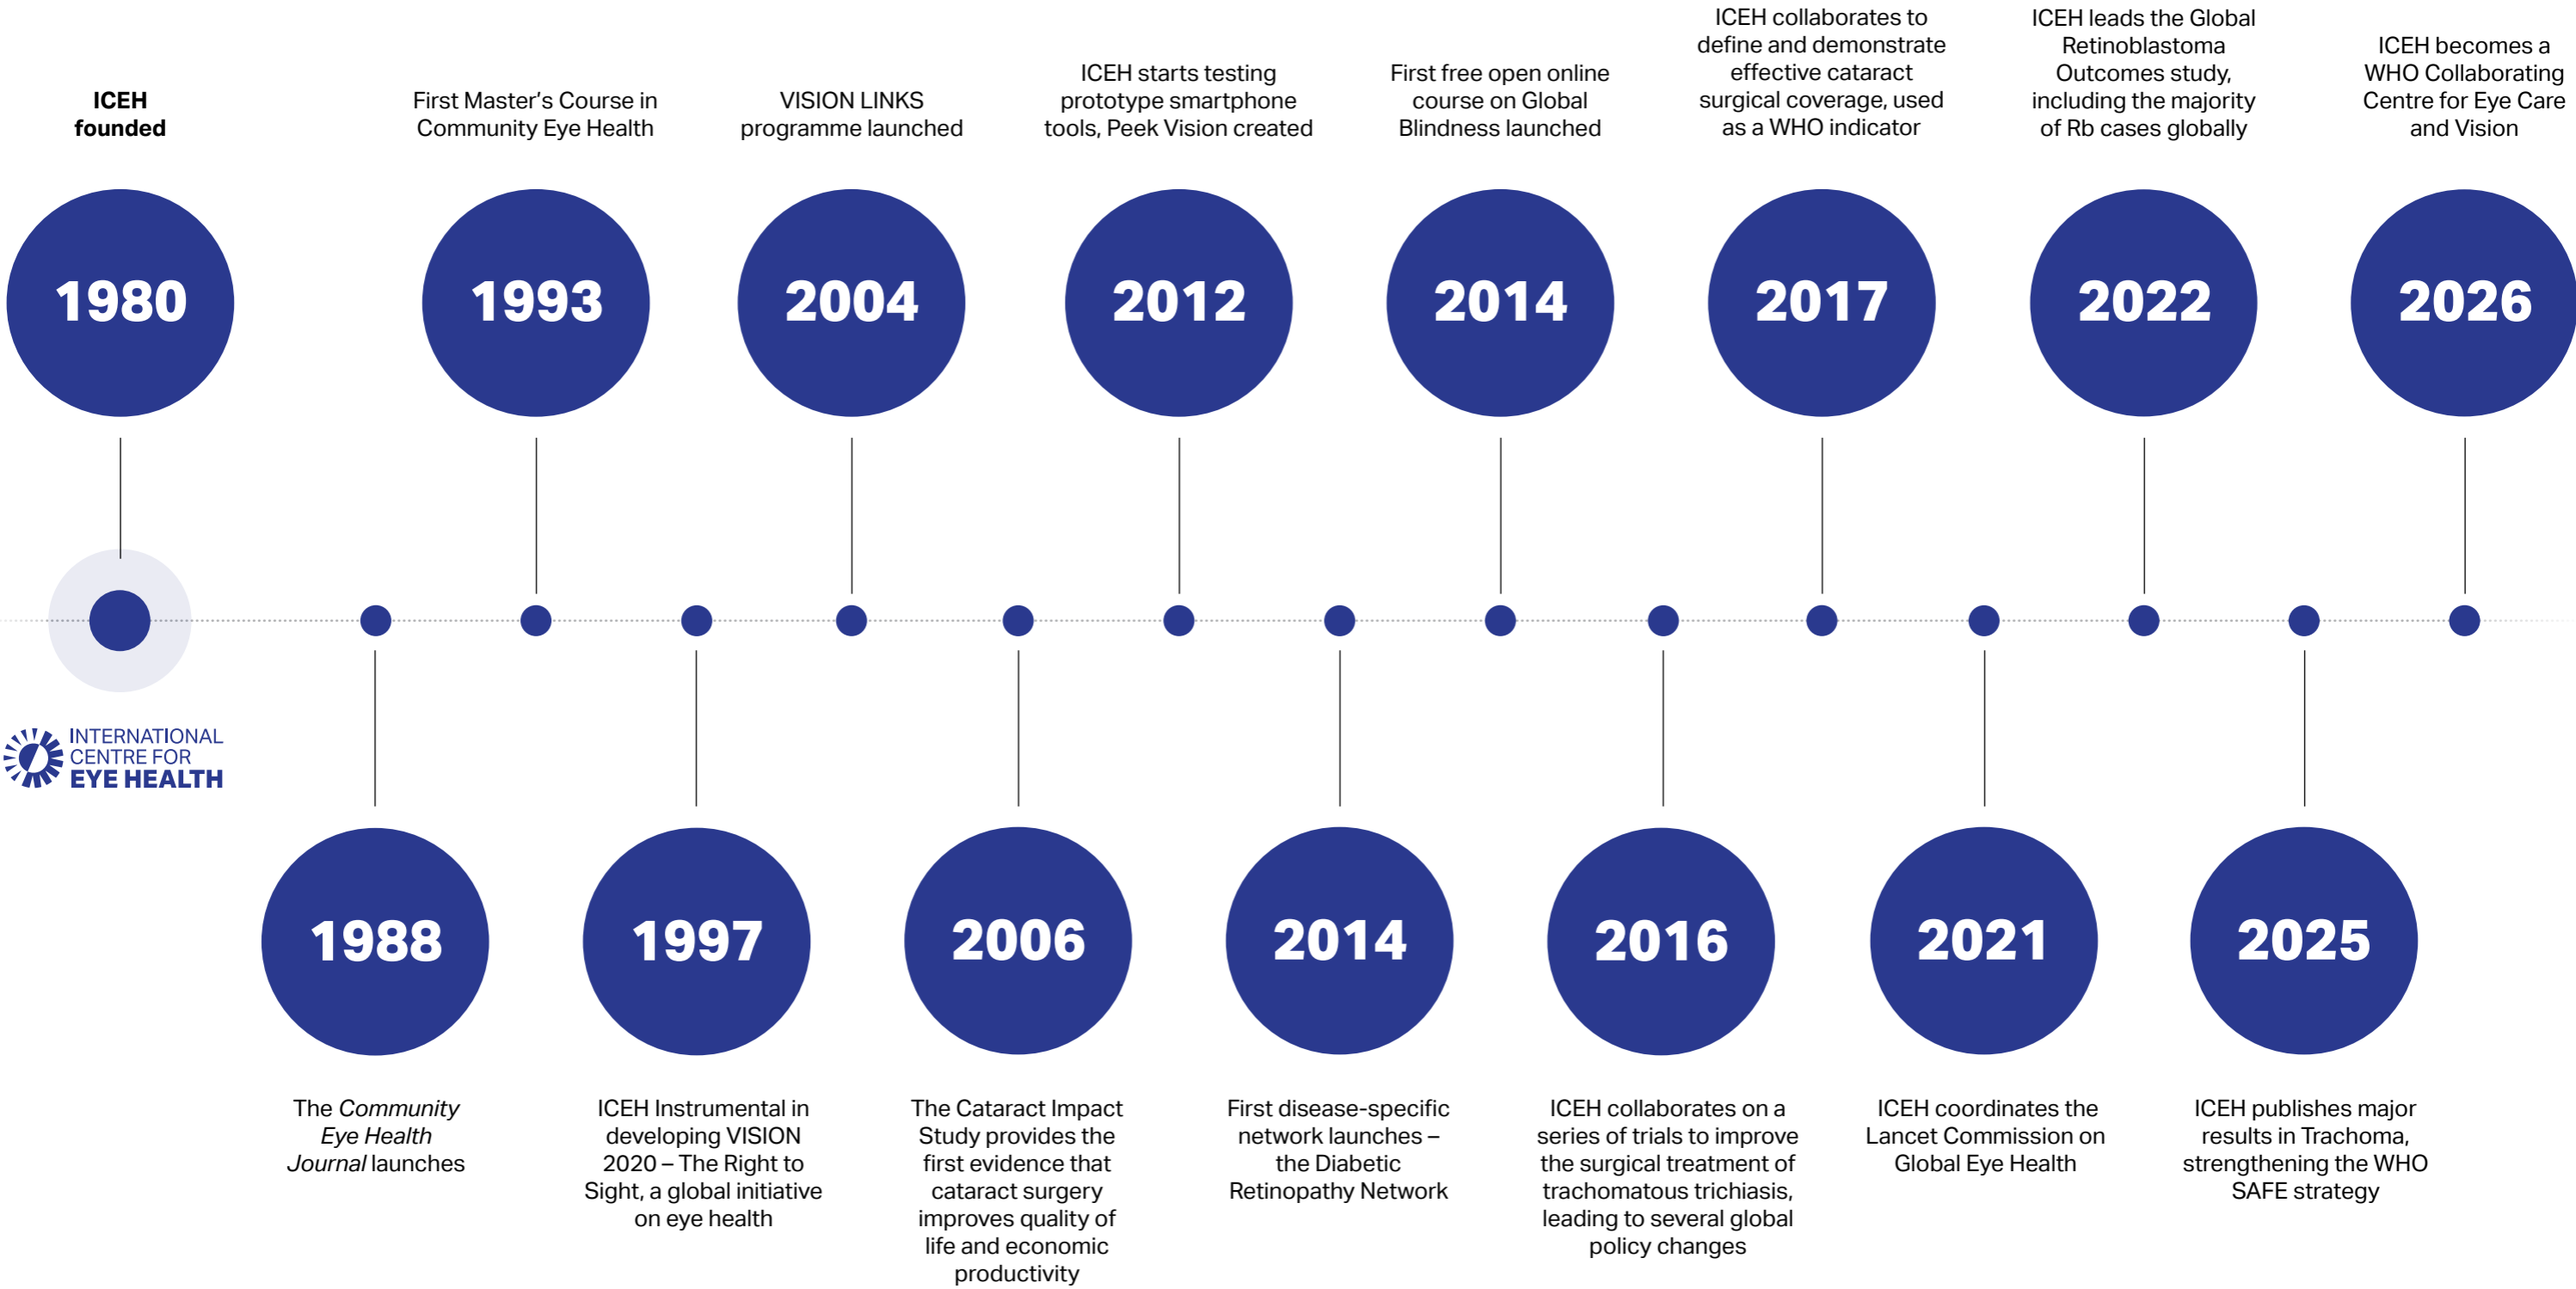 ICEH
founded
1980
INTERNATIONAL
CENTRE FOR
EYE HEALTH
1988
The Community
Eye Health
Journal launches
First Master's Course in
Community Eye Health
1993
1997
ICEH Instrumental in
developing VISION
2020 – The Right to
Sight, a global initiative
on eye health
VISION LINKS
programme launched
2004
2006
The Cataract Impact
Study provides the
first evidence that
cataract surgery
improves quality of
life and economic
productivity
ICEH starts testing
prototype smartphone
tools, Peek Vision created
2012
2014
First disease-specific
network launches –
the Diabetic
Retinopathy Network
First free open online
course on Global
Blindness launched
2014
2016
ICEH collaborates on a
series of trials to improve
the surgical treatment of
trachomatous trichiasis,
leading to several global
policy changes
ICEH collaborates to
define and demonstrate
effective cataract
surgical coverage, used
as a WHO indicator
2017
2021
ICEH coordinates the
Lancet Commission on
Global Eye Health
ICEH leads the Global
Retinoblastoma
Outcomes study,
including the majority
of Rb cases globally
2022
2025
ICEH publishes major
results in Trachoma,
strengthening the WHO
SAFE strategy
ICEH becomes a
WHO Collaborating
Centre for Eye Care
and Vision
2026